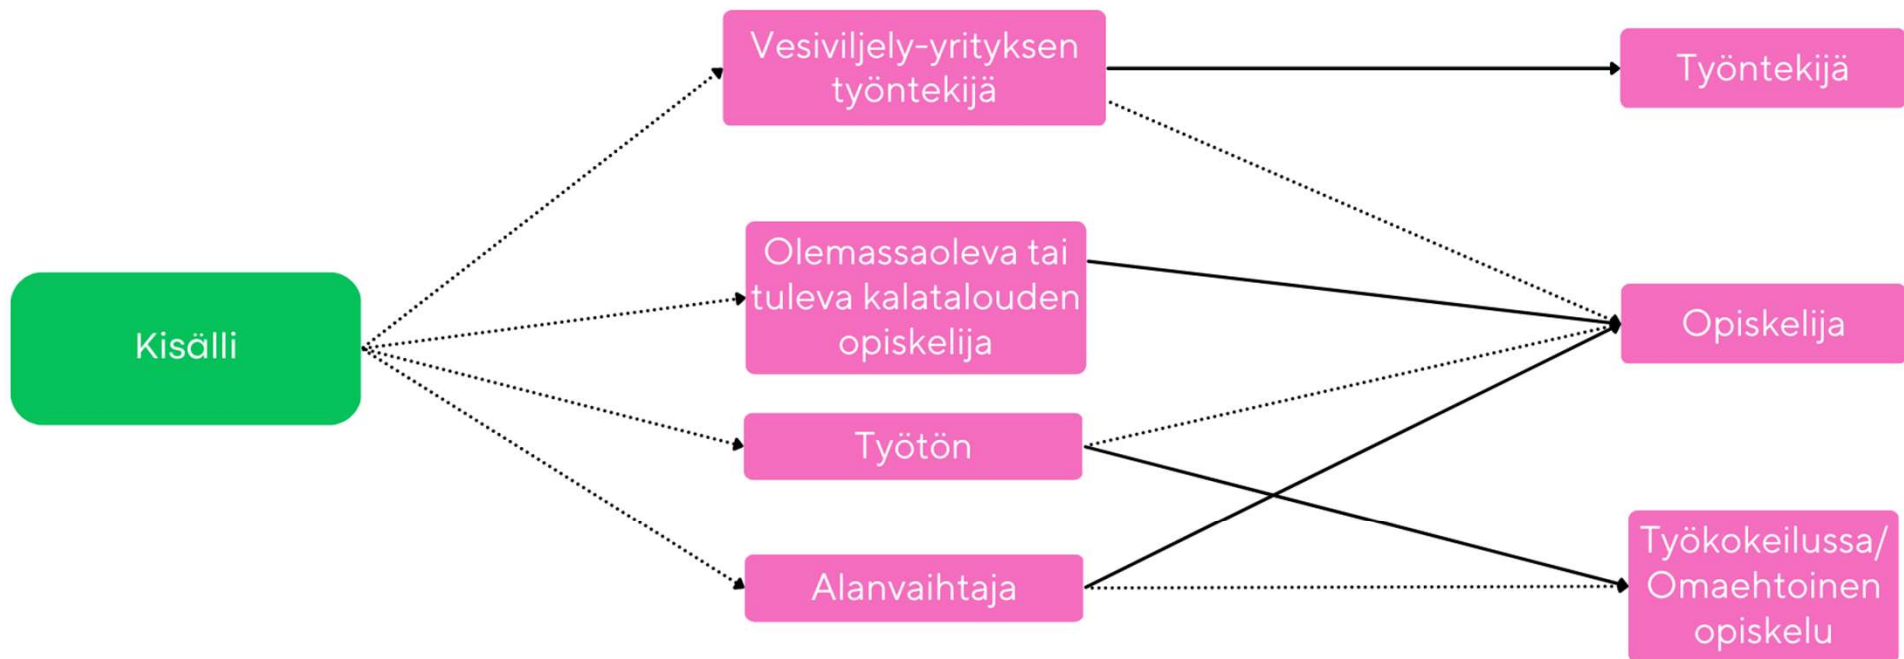 Vesiviljely-yrityksen
työntekijä
Työntekijä
Olemassaoleva tai
tuleva kalatalouden
opiskelija
Kisälli
Opiskelija
Työtön
Alanvaihtaja
Työkokeilussa/
Omaehtoinen
opiskelu